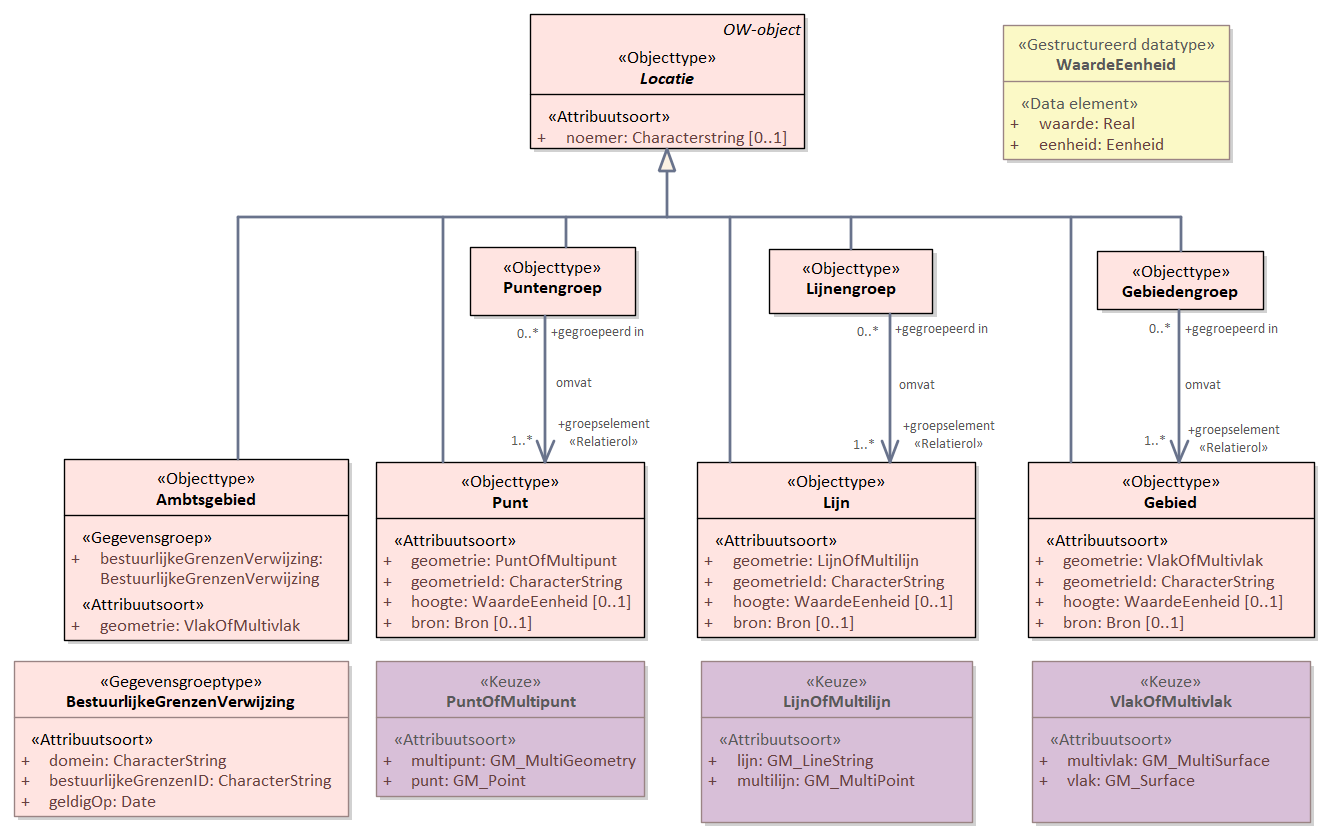 OW-object
«Objecttype»
Locatie
«Attribuutsoort»
+ noemer: Characterstring [0..1]
«Gestructureerd datatype»
WaardeEenheid
«Data element»
+ waarde: Real
+ eenheid: Eenheid
«Objecttype»
Puntengroep
0..* +gegroepeerd in
omvat
+groepselement
1..* «Relatierol»
«Objecttype»
Lijnengroep
0..* +gegroepeerd in
omvat
+groepselement
1..* «Relatierol»
«Objecttype»
Gebiedengroep
0..* +gegroepeerd in
omvat
+groepselement
1..* «Relatierol»
«Objecttype»
Ambtsgebied
«Gegevensgroep»
+ bestuurlijkeGrenzenVerwijzing:
BestuurlijkeGrenzenVerwijzing
«Attribuutsoort»
+ geometrie: VlakOfMultivlak
«Objecttype»
Punt
«Attribuutsoort»
+ geometrie: PuntOfMultipunt
+ geometrieId: CharacterString
+ hoogte: WaardeEenheid [0..1]
+ bron: Bron [0..1]
«Objecttype»
Lijn
«Attribuutsoort»
+ geometrie: LijnOfMultilijn
+ geometrieId: CharacterString
+ hoogte: WaardeEenheid [0..1]
+ bron: Bron [0..1]
«Objecttype»
Gebied
«Attribuutsoort»
+ geometrie: VlakOfMultivlak
+ geometrieId: CharacterString
+ hoogte: WaardeEenheid [0..1]
+ bron: Bron [0..1]
«Gegevensgroeptype»
BestuurlijkeGrenzenVerwijzing
«Attribuutsoort»
+ domein: CharacterString
+ bestuurlijkeGrenzenID: CharacterString
+ geldigOp: Date
«Keuze»
PuntOfMultipunt
«Attribuutsoort»
+ multipunt: GM_MultiGeometry
+ punt: GM_Point
«Keuze»
LijnOfMultilijn
«Attribuutsoort»
+ lijn: GM_LineString
+ multilijn: GM_MultiPoint
«Keuze»
VlakOfMultivlak
«Attribuutsoort»
+ multivlak: GM_MultiSurface
+ vlak: GM_Surface